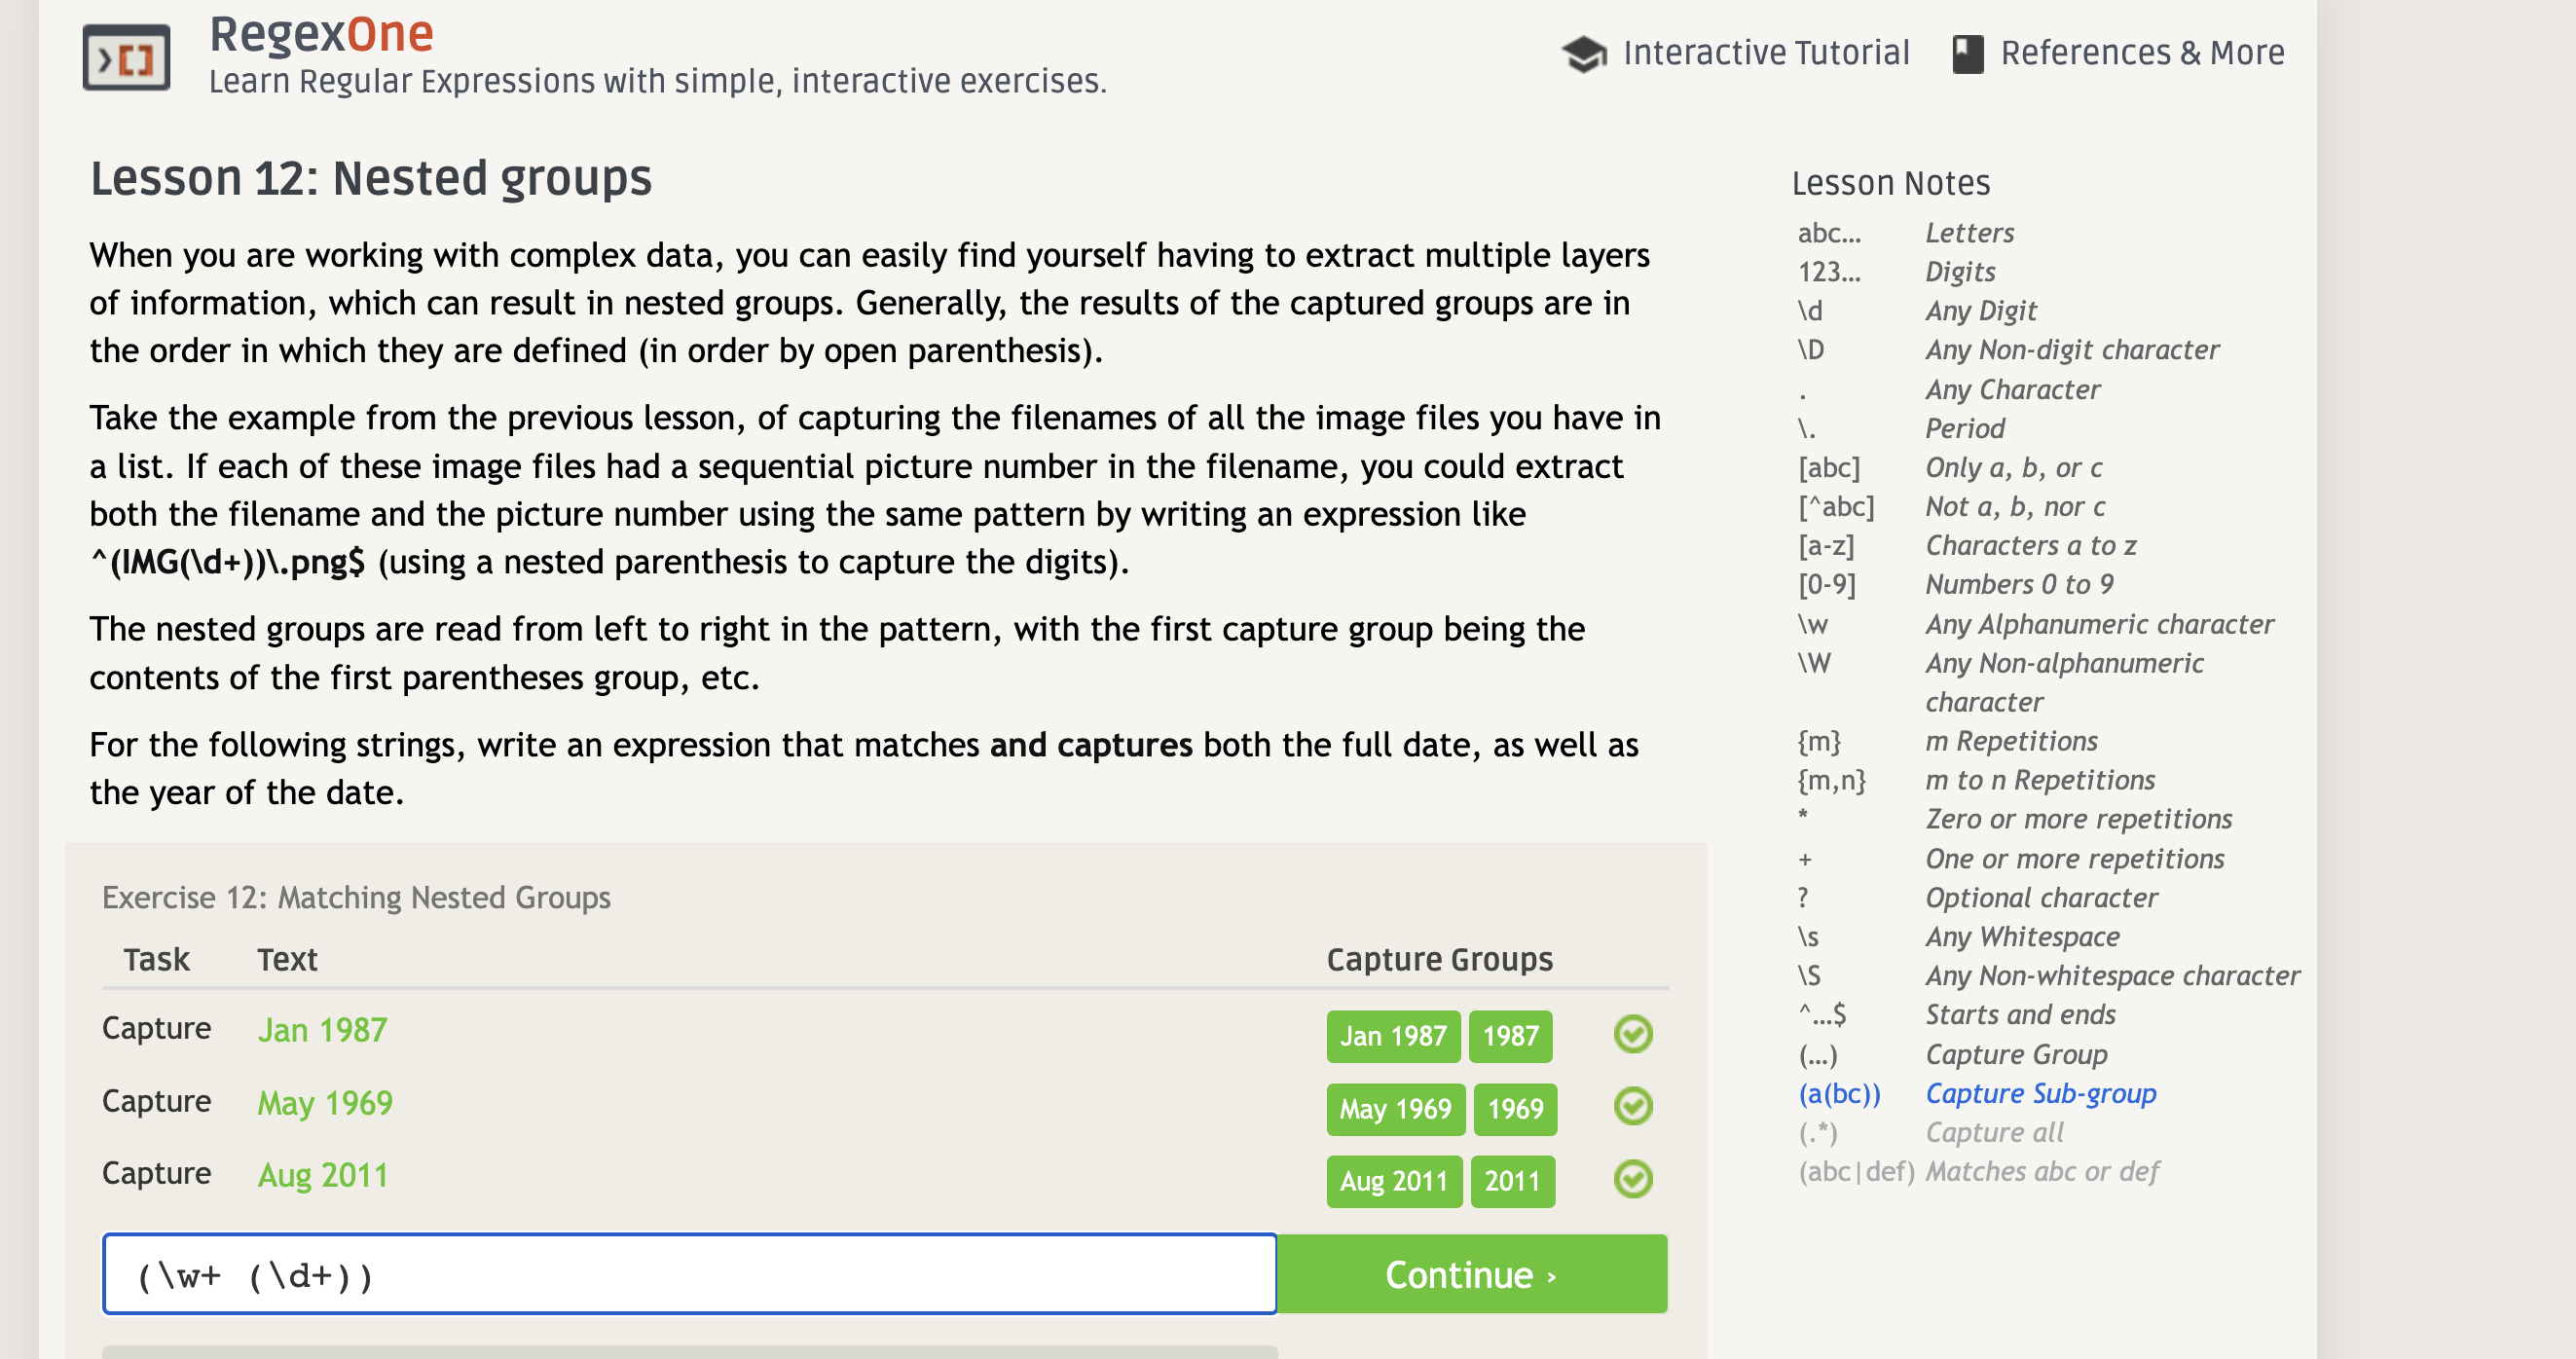 RegexOne
Learn Regular Expressions with simple, interactive exercises.
Interactive Tutorial
References & More
Lesson 12: Nested groups
When you are working with complex data, you can easily find yourself having to extract multiple layers
of information, which can result in nested groups. Generally, the results of the captured groups are in
the order in which they are defined (in order by open parenthesis).
Take the example from the previous lesson, of capturing the filenames of all the image files you have in
a list. If each of these image files had a sequential picture number in the filename, you could extract
both the filename and the picture number using the same pattern by writing an expression like
^(IMG(\d+))\.png$ (using a nested parenthesis to capture the digits).
The nested groups are read from left to right in the pattern, with the first capture group being the
contents of the first parentheses group, etc.
For the following strings, write an expression that matches and captures both the full date, as well as
the year of the date.
Exercise 12: Matching Nested Groups
Task Text Capture Groups
Capture Jan 1987 Jan 1987 1987
Capture May 1969 May 1969 1969
Capture Aug 2011 Aug 2011 2011
(\w+ (\d+))
Continue ›
Lesson Notes
abc… Letters
123… Digits
\d Any Digit
\D Any Non-digit character
. Any Character
\. Period
[abc] Only a, b, or c
[^abc] Not a, b, nor c
[a-z] Characters a to z
[0-9] Numbers 0 to 9
\w Any Alphanumeric character
\W Any Non-alphanumeric
character
{m} m Repetitions
{m,n} m to n Repetitions
* Zero or more repetitions
+ One or more repetitions
? Optional character
\s Any Whitespace
\S Any Non-whitespace character
^…$ Starts and ends
(…) Capture Group
(a(bc)) Capture Sub-group
(.*) Capture all
(abc|def) Matches abc or def